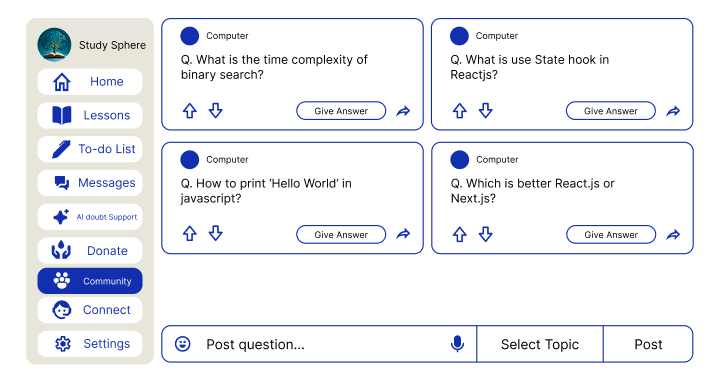 Study Sphere
Home
Lessons
To-do List
Messages
AI doubt Support
Donate
Community
Connect
Settings
Computer
Q. What is the time complexity of
binary search?
Give Answer
Computer
Q. What is use State hook in
Reactjs?
Give Answer
Computer
Q. How to print ‘Hello World’ in
javascript?
Give Answer
Computer
Q. Which is better React.js or
Next.js?
Give Answer
Post question...
Select Topic
Post